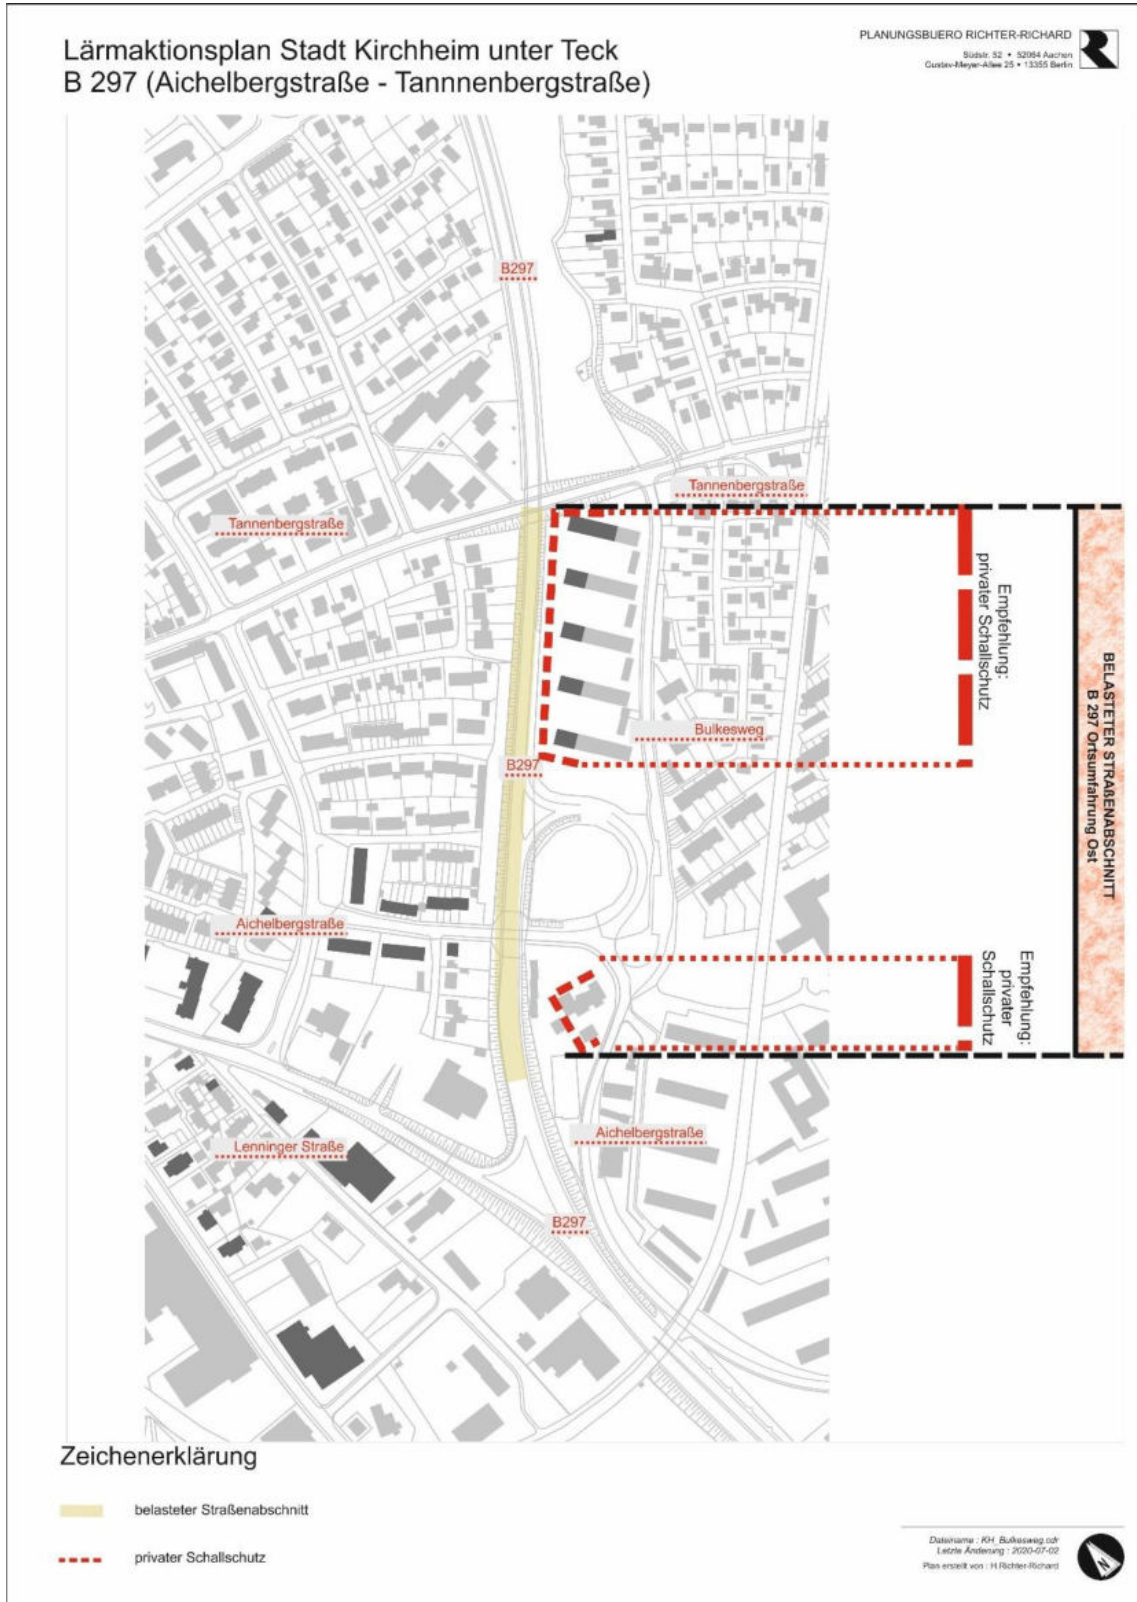 Lärmaktionsplan Stadt Kirchheim unter Teck
B 297 (Aichelbergstraße - Tannnenbergstraße)
PLANUNGSBUERO RICHTER-RICHARD
Südstr. 52 • 52064 Aachen
Gustav-Meyer-Allee 25 • 13355 Berlin
B297
Tannenbergstraße
Tannenbergstraße
Empfehlung:
privater Schallschutz
BELASTETER STRAßENABSCHNITT
B 297 Ortsumfahrung Ost
Bulkesweg
B297
Aichelbergstraße
Empfehlung:
privater
Schallschutz
Aichelbergstraße
Lenninger Straße
B297
Zeichenerklärung
belasteter Straßenabschnitt
privater Schallschutz
Dateiname : KH_Bulkesweg.cdr
Letzte Änderung : 2020-07-02
Plan erstellt von : H.Richter-Richard
N